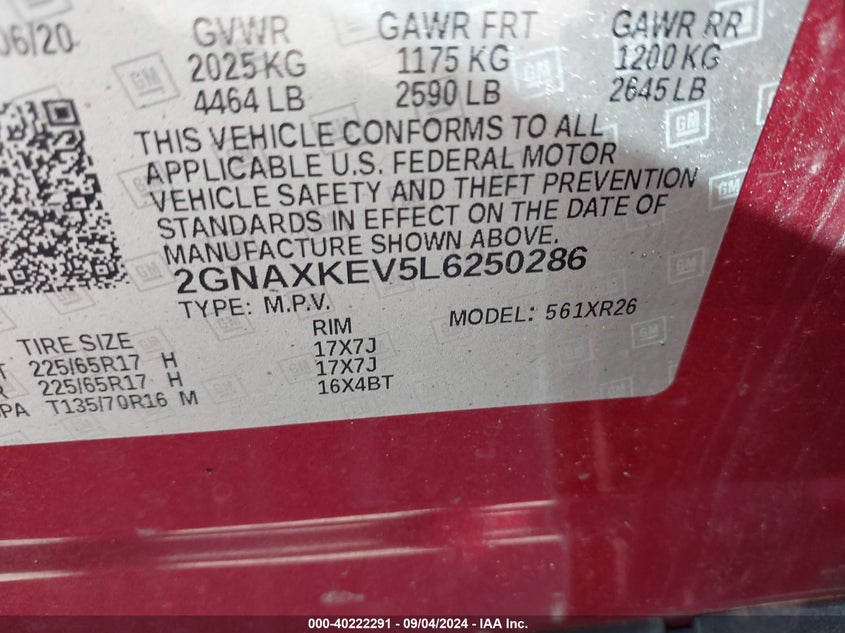 06/20
GVWR GAWR FRT GAWR RR
2025 KG 1175 KG 1200 KG
4464 LB 2590 LB 2645 LB
THIS VEHICLE CONFORMS TO ALL
APPLICABLE U.S. FEDERAL MOTOR
VEHICLE SAFETY AND THEFT PREVENTION
STANDARDS IN EFFECT ON THE DATE OF
MANUFACTURE SHOWN ABOVE.
2GNAXKEV5L6250286
TYPE: M.P.V. MODEL: 561XR26
TIRE SIZE RIM
T 225/65R17 H 17X7J
R 225/65R17 H 17X7J
SPA T135/70R16 M 16X4BT
GM
000-40222291 - 09/04/2024 - IAA Inc.